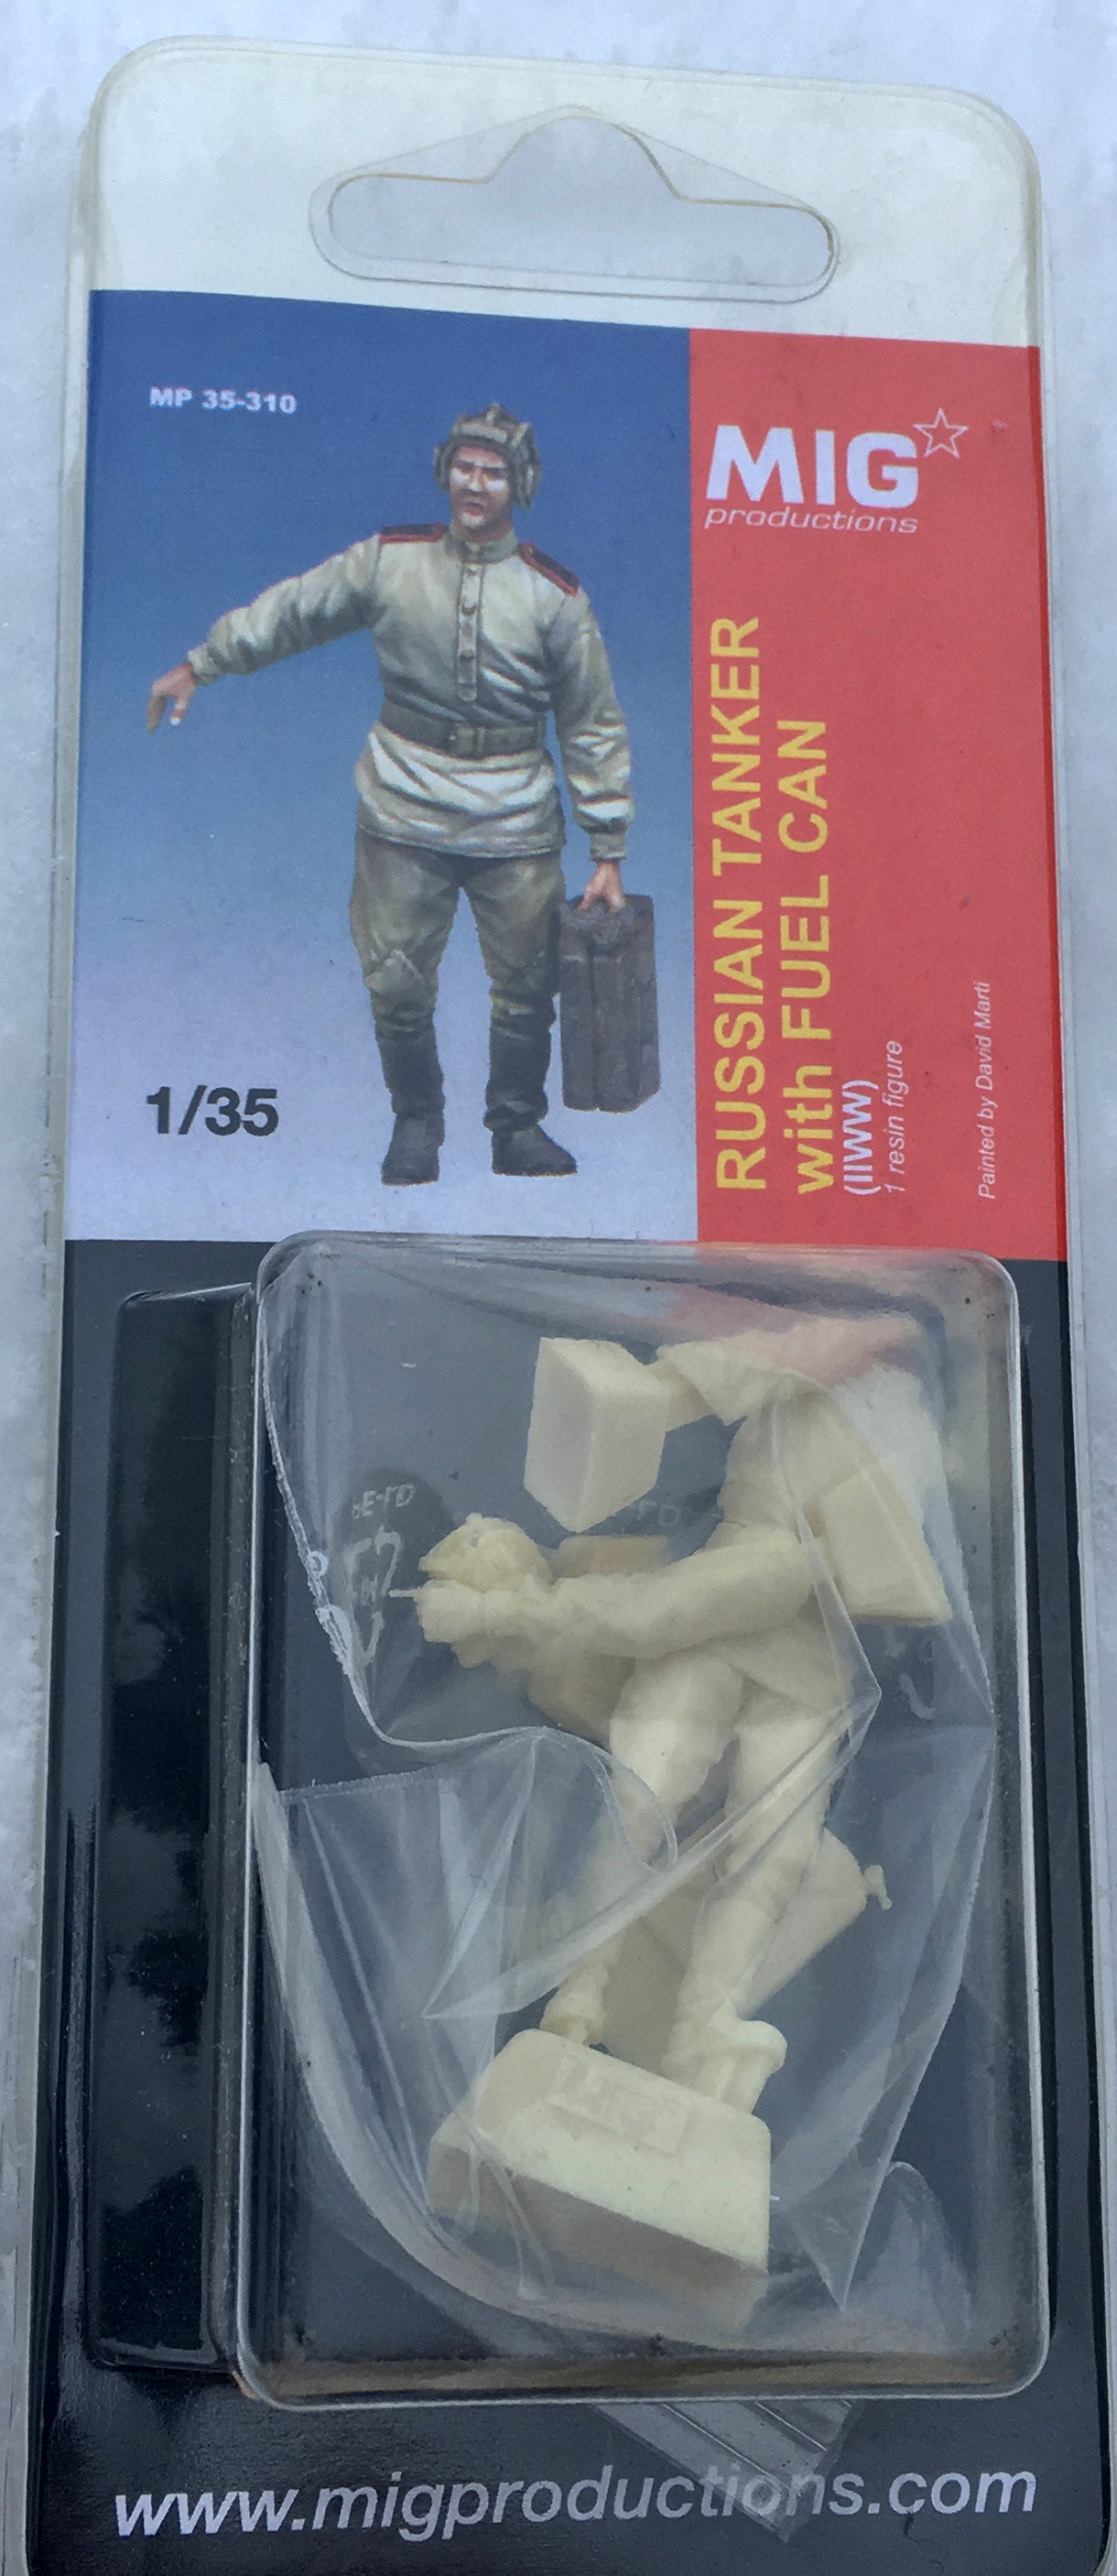 MP 35-310
MIG
productions
RUSSIAN TANKER
with FUEL CAN
(IIWW)
1 resin figure
Painted by David Marti
1/35
www.migproductions.com